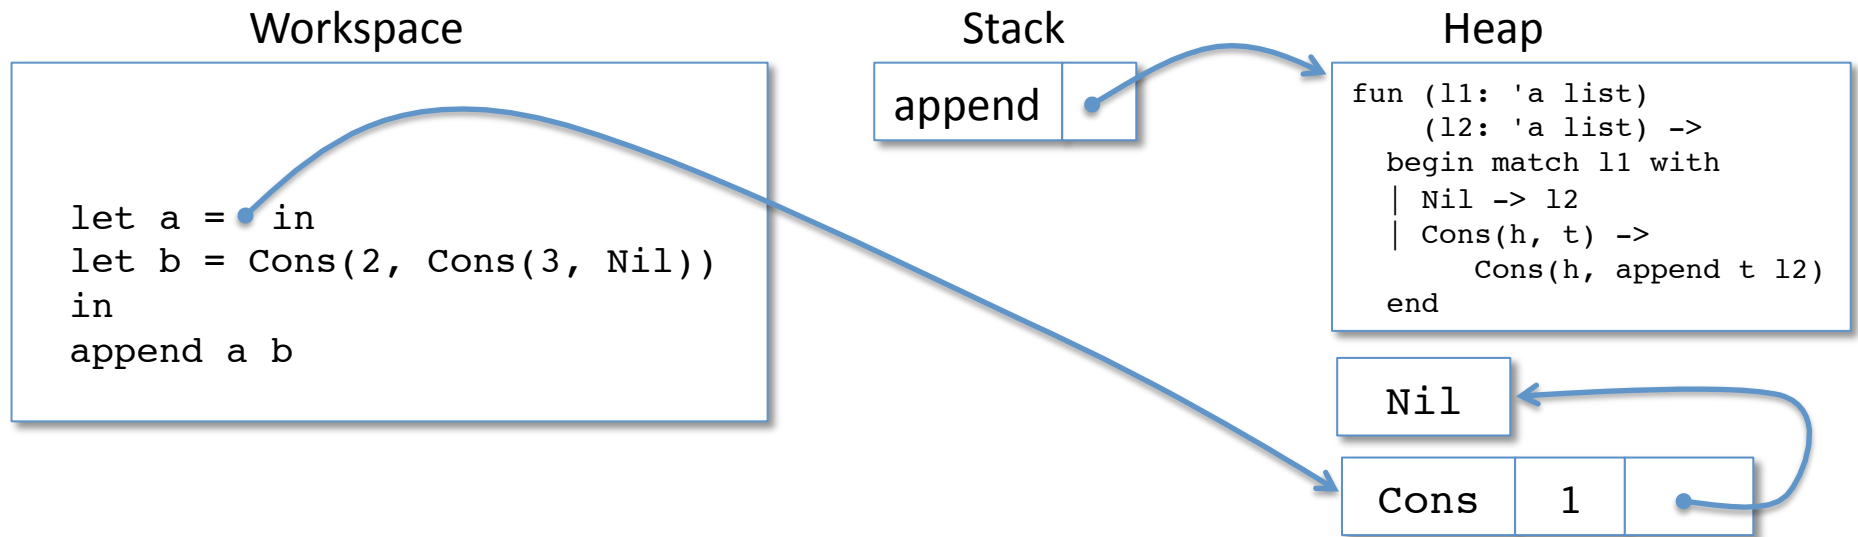 Workspace
let a = in
let b = Cons(2, Cons(3, Nil))
in
append a b
Stack
append
Heap
fun (l1: 'a list)
(l2: 'a list) ->
begin match l1 with
| Nil -> l2
| Cons(h, t) ->
Cons(h, append t l2)
end
Nil
Cons 1